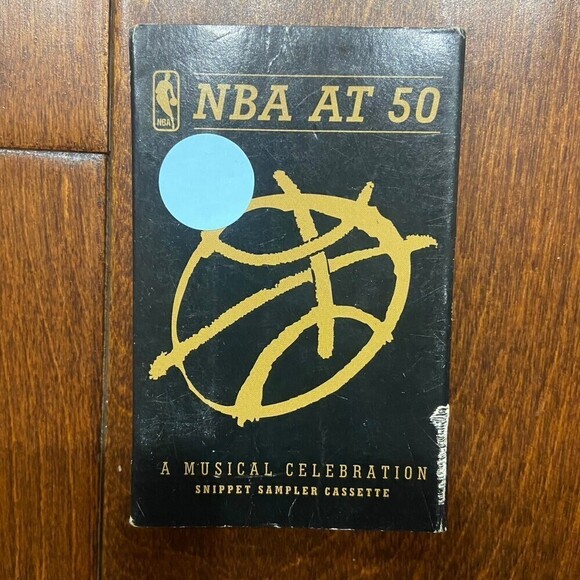 NBA AT 50
NBA
A MUSICAL CELEBRATION
SNIPPET SAMPLER CASSETTE